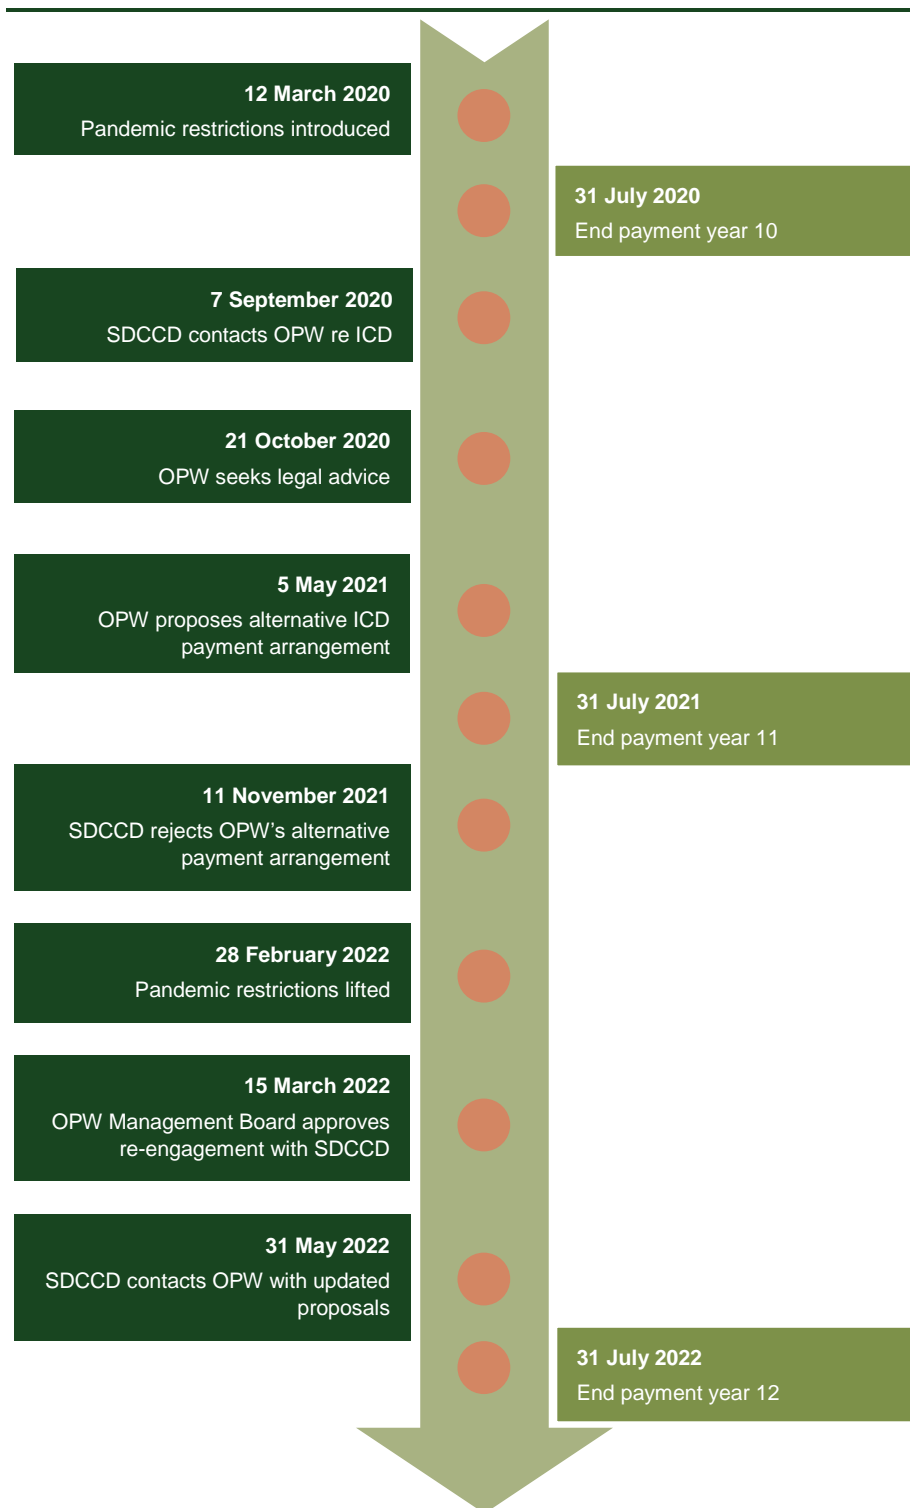 12 March 2020
Pandemic restrictions introduced
31 July 2020
End payment year 10
7 September 2020
SDCCD contacts OPW re ICD
21 October 2020
OPW seeks legal advice
5 May 2021
OPW proposes alternative ICD
payment arrangement
31 July 2021
End payment year 11
11 November 2021
SDCCD rejects OPW’s alternative
payment arrangement
28 February 2022
Pandemic restrictions lifted
15 March 2022
OPW Management Board approves
re-engagement with SDCCD
31 May 2022
SDCCD contacts OPW with updated
proposals
31 July 2022
End payment year 12